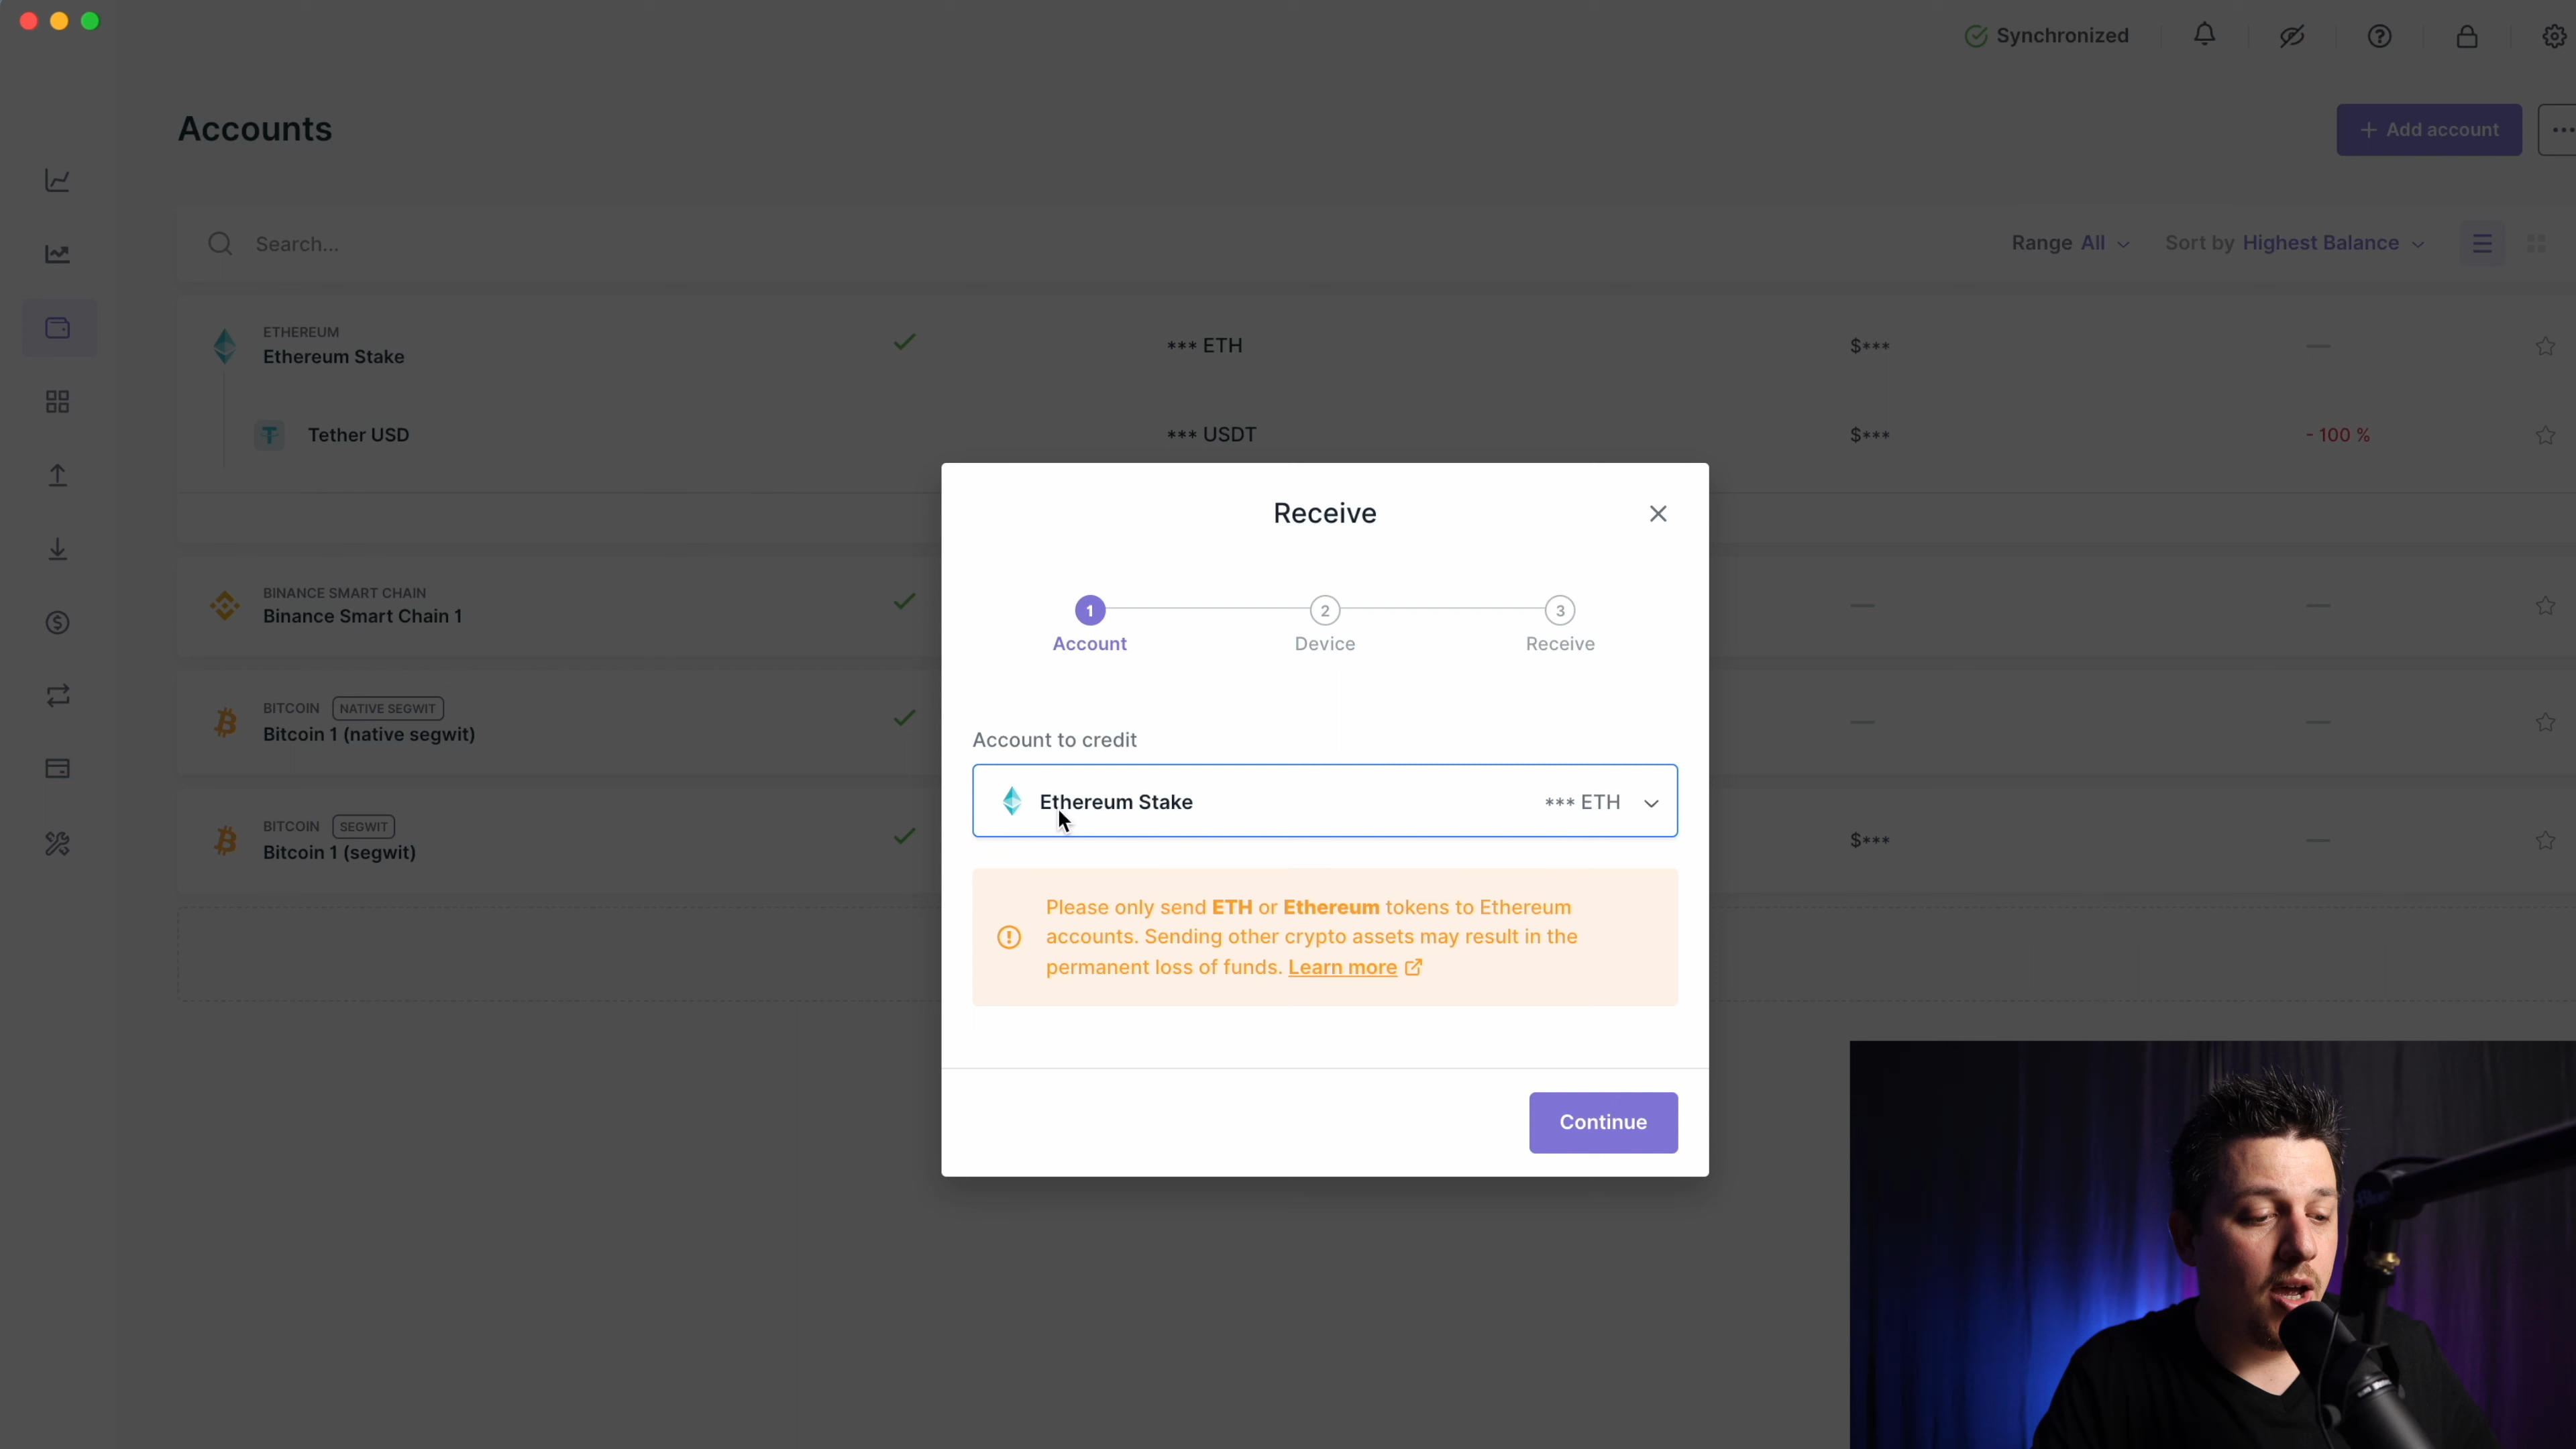 Synchronized
Accounts
+ Add account
Search...
Range All
Sort by Highest Balance
ETHEREUM
Ethereum Stake
*** ETH
$***
Tether USD
*** USDT
$***
- 100 %
BINANCE SMART CHAIN
Binance Smart Chain 1
BITCOIN NATIVE SEGWIT
Bitcoin 1 (native segwit)
BITCOIN SEGWIT
Bitcoin 1 (segwit)
$***
Receive
1
2
3
Account
Device
Receive
Account to credit
Ethereum Stake
*** ETH
Please only send ETH or Ethereum tokens to Ethereum
accounts. Sending other crypto assets may result in the
permanent loss of funds. Learn more
Continue